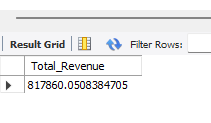 Result Grid Filter Rows:
Total_Revenue
817860.0508384705